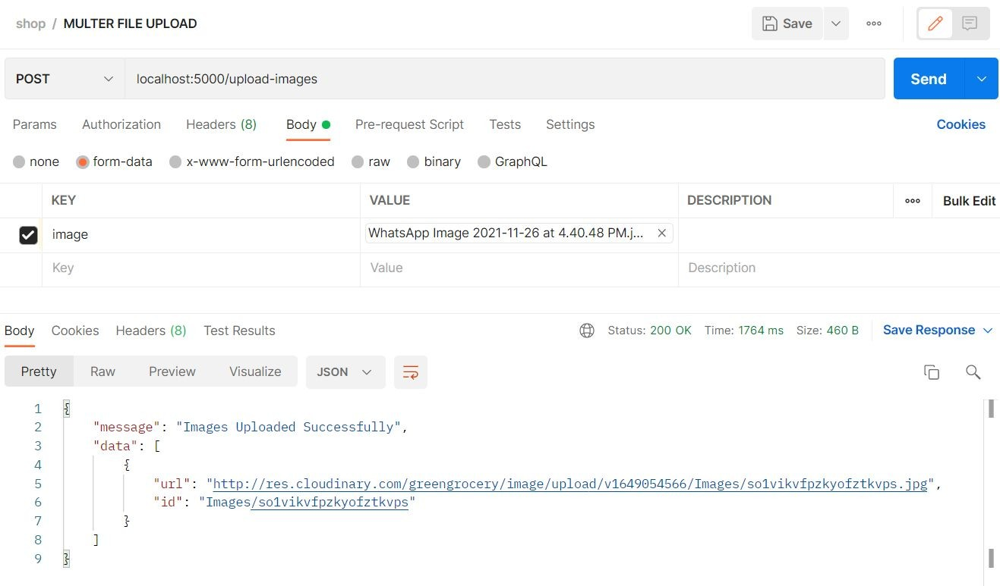 shop / MULTER FILE UPLOAD Save
POST localhost:5000/upload-images Send
Params Authorization Headers (8) Body Pre-request Script Tests Settings Cookies
none form-data x-www-form-urlencoded raw binary GraphQL
KEY VALUE DESCRIPTION Bulk Edit
image WhatsApp Image 2021-11-26 at 4.40.48 PM.j...
Key Value Description
Body Cookies Headers (8) Test Results Status: 200 OK Time: 1764 ms Size: 460 B Save Response
Pretty Raw Preview Visualize JSON
1 {
2 "message": "Images Uploaded Successfully",
3 "data": [
4 {
5 "url": "http://res.cloudinary.com/greengrocery/image/upload/v1649054566/Images/so1vikvfpzkyofztkvps.jpg",
6 "id": "Images/so1vikvfpzkyofztkvps"
7 }
8 ]
9 }